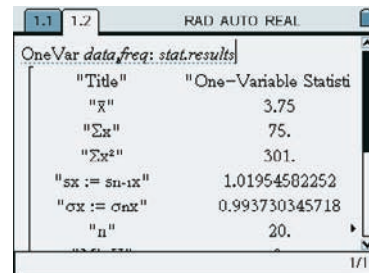 1.1 1.2 RAD AUTO REAL
OneVar data,freq: stat.results
"Title" "One−Variable Statisti
"x̄" 3.75
"Σx" 75.
"Σx²" 301.
"sx := sn-1x" 1.01954582252
"σx := σnx" 0.993730345718
"n" 20.
1/1